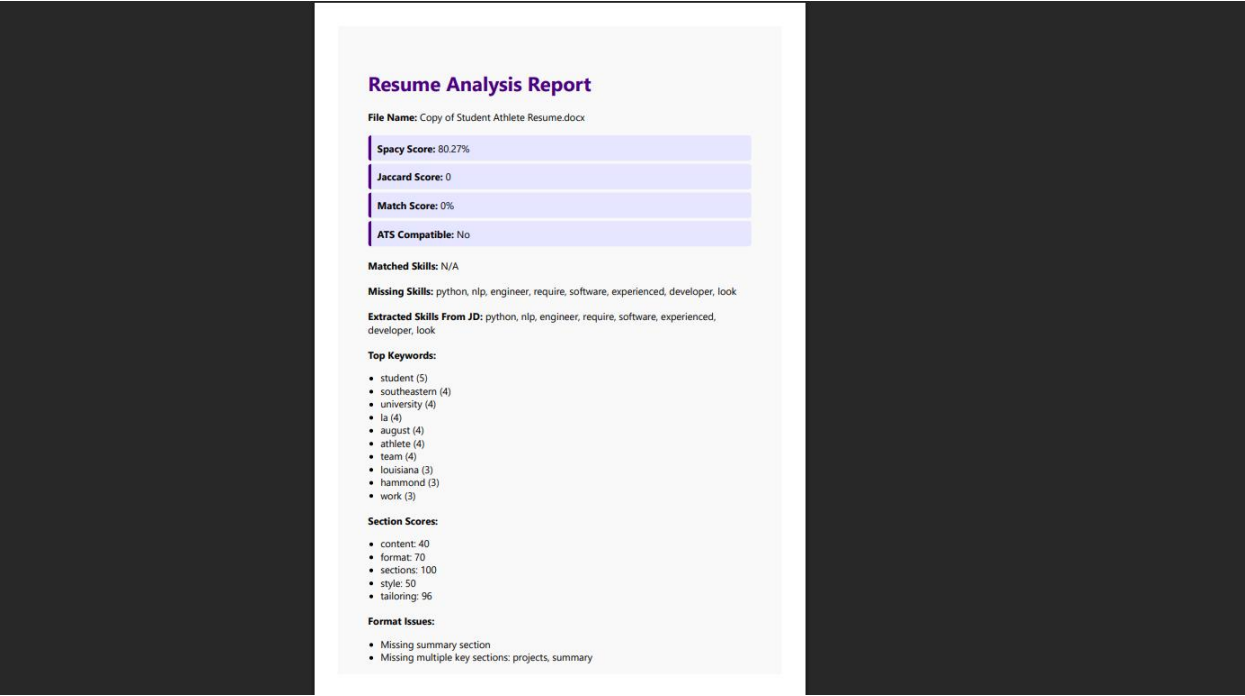 Resume Analysis Report
File Name: Copy of Student Athlete Resume.docx
Spacy Score: 80.27%
Jaccard Score: 0
Match Score: 0%
ATS Compatible: No
Matched Skills: N/A
Missing Skills: python, nlp, engineer, require, software, experienced, developer, look
Extracted Skills From JD: python, nlp, engineer, require, software, experienced,
developer, look
Top Keywords:
• student (5)
• southeastern (4)
• university (4)
• la (4)
• august (4)
• athlete (4)
• team (4)
• louisiana (3)
• hammond (3)
• work (3)
Section Scores:
• content: 40
• format: 70
• sections: 100
• style: 50
• tailoring: 96
Format Issues:
• Missing summary section
• Missing multiple key sections: projects, summary